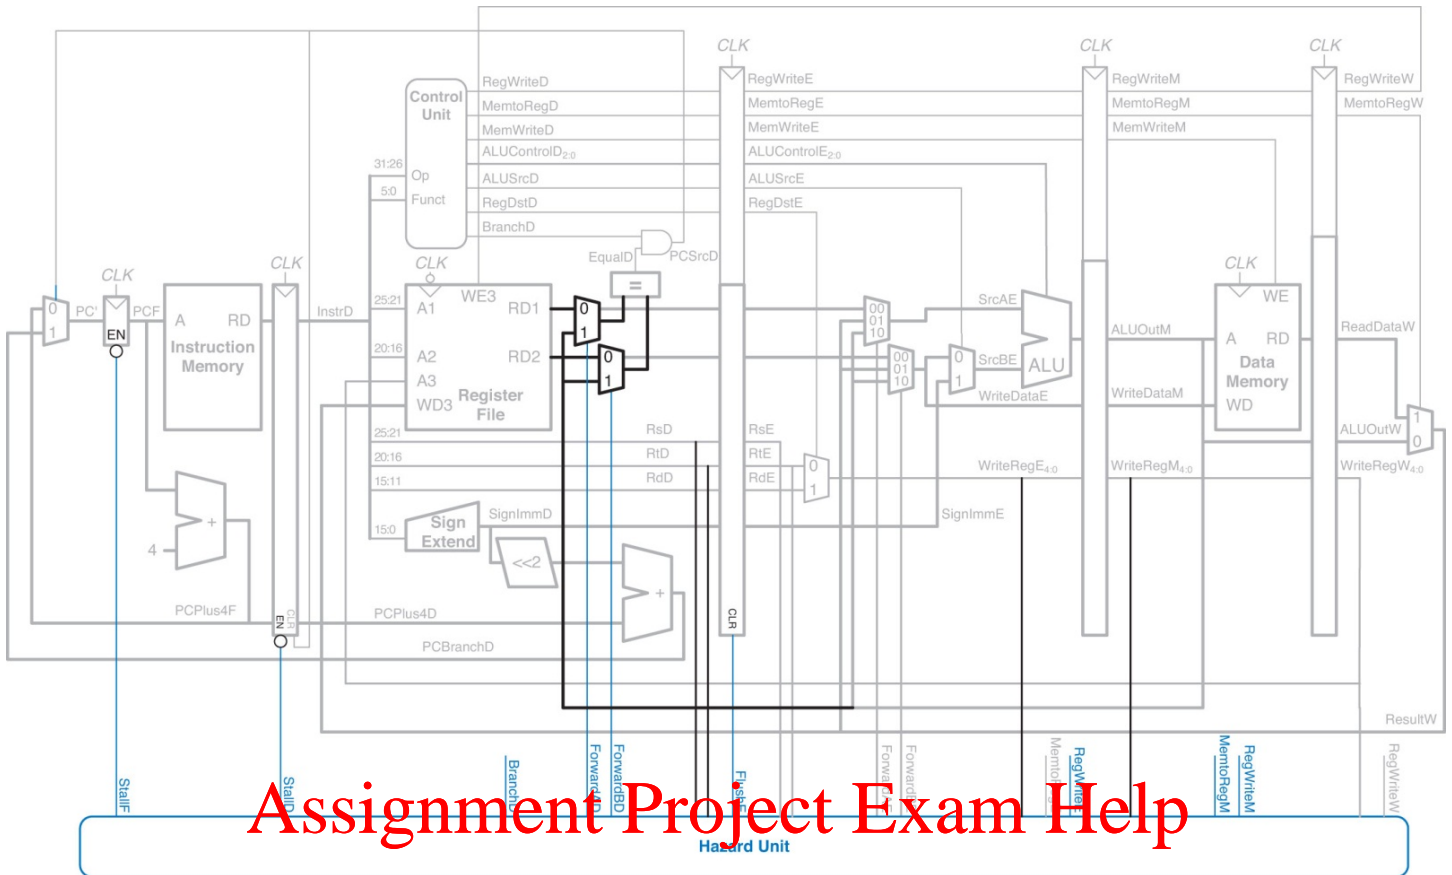 CLK CLK CLK
RegWriteD RegWriteE RegWriteM RegWriteW
Control Unit
MemtoRegD MemtoRegE MemtoRegM MemtoRegW
MemWriteD MemWriteE MemWriteM
ALUControlD2:0 ALUControlE2:0
31:26 Op ALUSrcD ALUSrcE
5:0 Funct RegDstD RegDstE
BranchD
EqualD PCSrcD
CLK CLK CLK CLK
= WE3 WE
0 1 PC' PCF EN
A RD Instruction Memory
InstrD
25:21 A1 RD1 0 1
00 01 10 SrcAE
20:16 A2 RD2 0 1
00 01 10 0 1 SrcBE
ALU ALUOutM
A RD Data Memory ReadDataW
A3
WD3 Register File
WriteDataE WriteDataM WD
1 0 ALUOutW
25:21 RsD RsE
20:16 RtD RtE 0
15:11 RdD RdE 1
WriteRegE4:0 WriteRegM4:0 WriteRegW4:0
15:0 Sign Extend SignImmD SignImmE
+ 4 <<2 +
PCPlus4F EN CLR PCPlus4D CLR
PCBranchD
ResultW
StallF StallD BranchD ForwardAD ForwardBD FlushE RegWriteE MemtoRegM RegWriteM RegWriteW
Assignment Project Exam Help
Hazard Unit